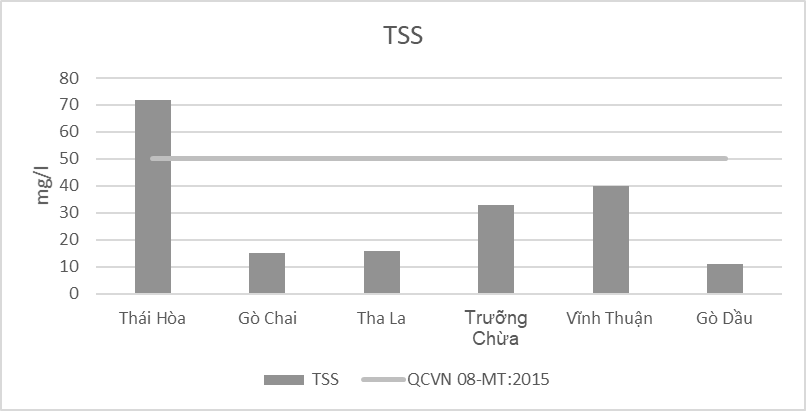 TSS
mg/l
80
70
60
50
40
30
20
10
0
Thái Hòa
Gò Chai
Tha La
Trưỡng
Chừa
Vĩnh Thuận
Gò Dầu
TSS
QCVN 08-MT:2015